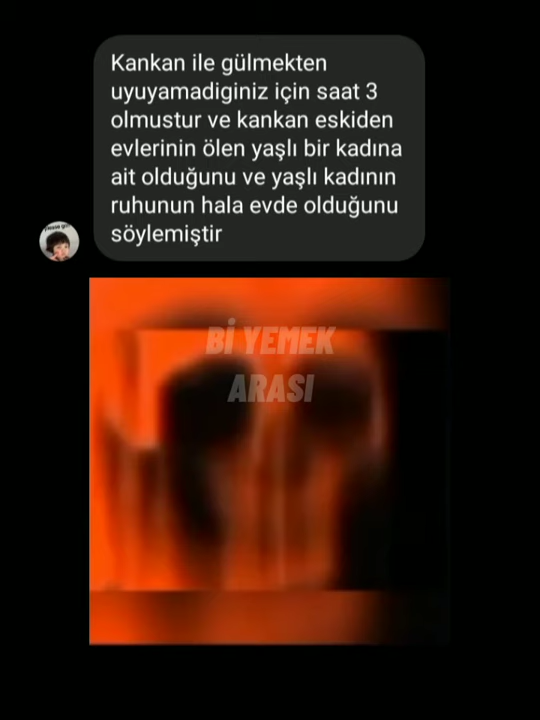 Kankan ile gülmekten
uyuyamadiginiz için saat 3
olmustur ve kankan eskiden
evlerinin ölen yaşlı bir kadına
ait olduğunu ve yaşlı kadının
ruhunun hala evde olduğunu
söylemiştir
Bİ YEMEK
ARASI